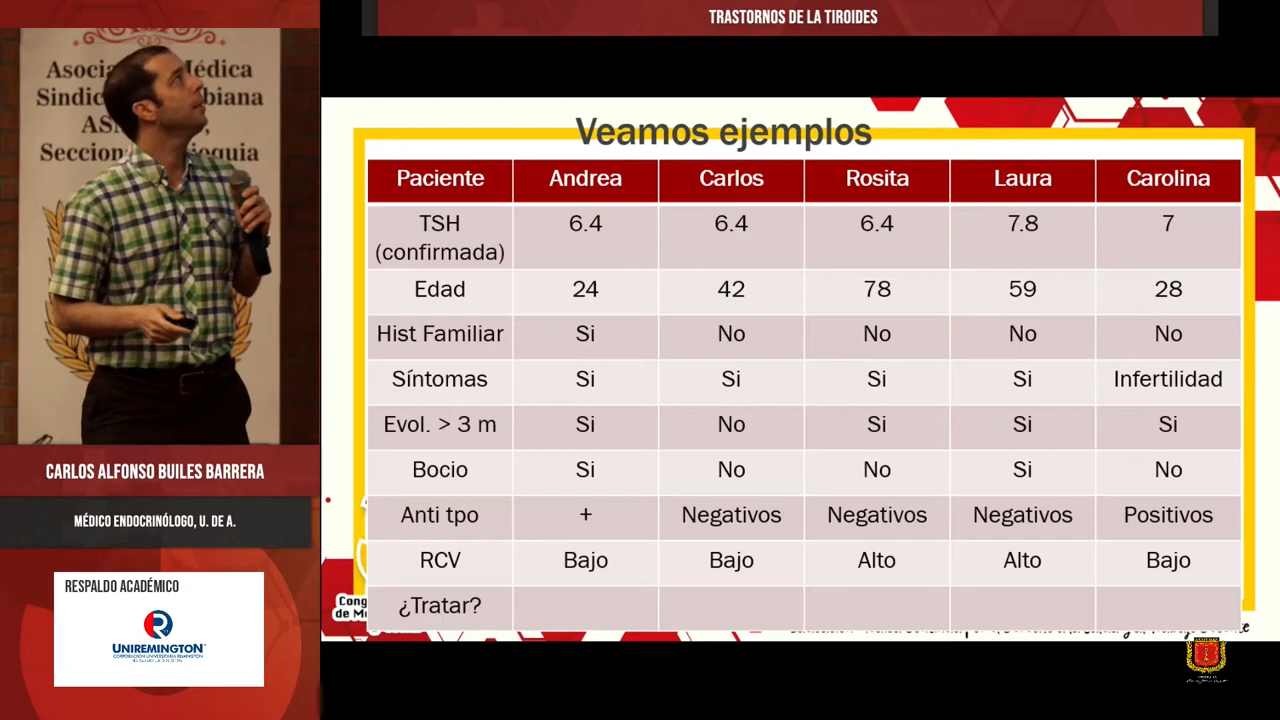 TRASTORNOS DE LA TIROIDES
Asocia Médica
Sindic biana
Seccion quia
Veamos ejemplos
Paciente Andrea Carlos Rosita Laura Carolina
TSH (confirmada) 6.4 6.4 6.4 7.8 7
Edad 24 42 78 59 28
Hist Familiar Si No No No No
Síntomas Si Si Si Si Infertilidad
Evol. > 3 m Si No Si Si Si
Bocio Si No No Si No
Anti tpo + Negativos Negativos Negativos Positivos
RCV Bajo Bajo Alto Alto Bajo
¿Tratar?
Cong
de M
CARLOS ALFONSO BUILES BARRERA
MÉDICO ENDOCRINÓLOGO, U. DE A.
RESPALDO ACADÉMICO
UNIREMINGTON
CORPORACIÓN UNIVERSITARIA REMINGTON